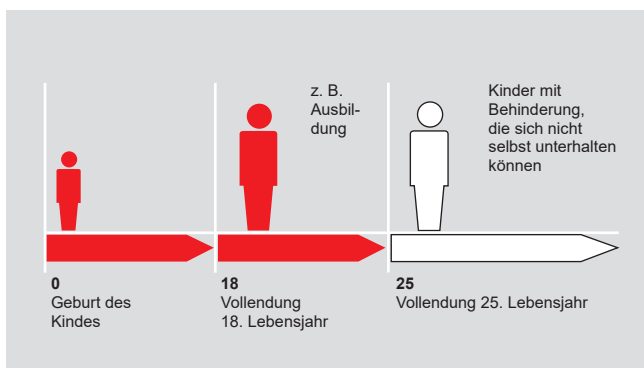 z. B.
Ausbil-
dung
Kinder mit
Behinderung,
die sich nicht
selbst unterhalten
können
0
Geburt des
Kindes
18
Vollendung
18. Lebensjahr
25
Vollendung 25. Lebensjahr